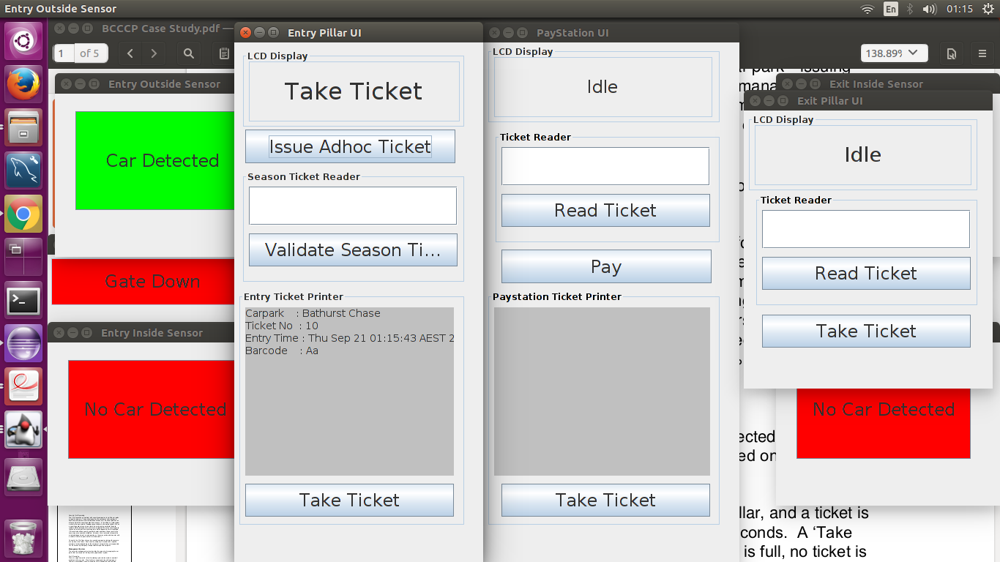 Entry Outside Sensor
En
01:15
BCCCP Case Study.pdf —
1 of 5
138.89%
Entry Outside Sensor
Car Detected
Gate Down
Entry Inside Sensor
No Car Detected
Entry Pillar UI
LCD Display
Take Ticket
Issue Adhoc Ticket
Season Ticket Reader
Validate Season Ti...
Entry Ticket Printer
Carpark : Bathurst Chase
Ticket No : 10
Entry Time : Thu Sep 21 01:15:43 AEST 2
Barcode : Aa
Take Ticket
PayStation UI
LCD Display
Idle
Ticket Reader
Read Ticket
Pay
Paystation Ticket Printer
Take Ticket
Exit Inside Sensor
Exit Pillar UI
LCD Display
Idle
Ticket Reader
Read Ticket
Take Ticket
No Car Detected
ected
ed on
llar, and a ticket is
conds. A ‘Take
is full, no ticket is